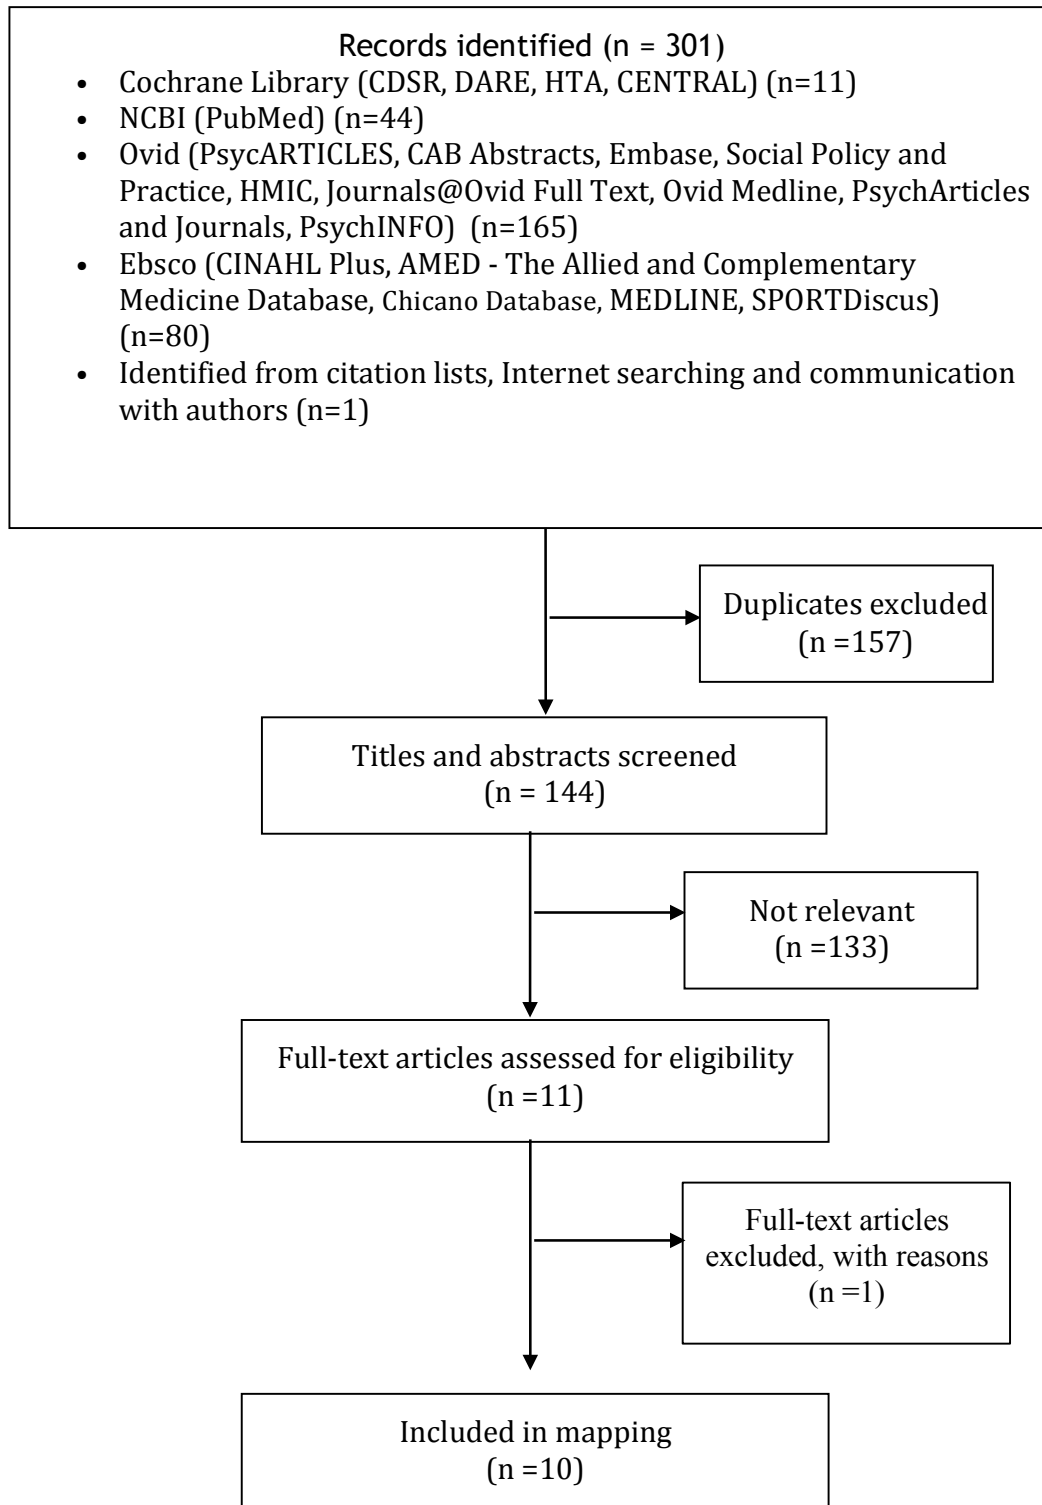 Records identified (n = 301)
• Cochrane Library (CDSR, DARE, HTA, CENTRAL) (n=11)
• NCBI (PubMed) (n=44)
• Ovid (PsycARTICLES, CAB Abstracts, Embase, Social Policy and
Practice, HMIC, Journals@Ovid Full Text, Ovid Medline, PsychArticles
and Journals, PsychINFO) (n=165)
• Ebsco (CINAHL Plus, AMED - The Allied and Complementary
Medicine Database, Chicano Database, MEDLINE, SPORTDiscus)
(n=80)
• Identified from citation lists, Internet searching and communication
with authors (n=1)
Duplicates excluded
(n =157)
Titles and abstracts screened
(n = 144)
Not relevant
(n =133)
Full-text articles assessed for eligibility
(n =11)
Full-text articles
excluded, with reasons
(n =1)
Included in mapping
(n =10)